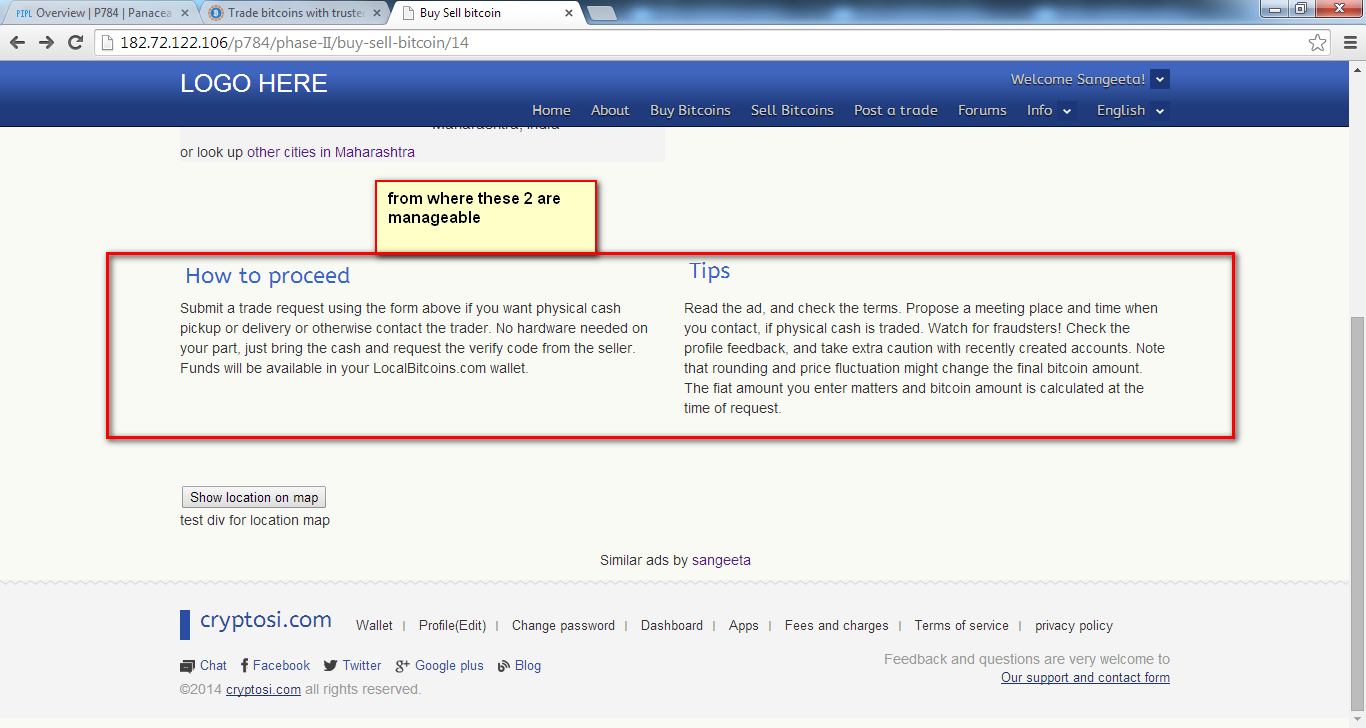 PIPL Overview | P784 | Panacea
Trade bitcoins with truste
Buy Sell bitcoin
182.72.122.106/p784/phase-II/buy-sell-bitcoin/14
LOGO HERE
Welcome Sangeeta!
Home About Buy Bitcoins Sell Bitcoins Post a trade Forums Info English
Maharashtra, India
or look up other cities in Maharashtra
from where these 2 are
manageable
How to proceed
Submit a trade request using the form above if you want physical cash
pickup or delivery or otherwise contact the trader. No hardware needed on
your part, just bring the cash and request the verify code from the seller.
Funds will be available in your LocalBitcoins.com wallet.
Tips
Read the ad, and check the terms. Propose a meeting place and time when
you contact, if physical cash is traded. Watch for fraudsters! Check the
profile feedback, and take extra caution with recently created accounts. Note
that rounding and price fluctuation might change the final bitcoin amount.
The fiat amount you enter matters and bitcoin amount is calculated at the
time of request.
Show location on map
test div for location map
Similar ads by sangeeta
cryptosi.com
Wallet | Profile(Edit) | Change password | Dashboard | Apps | Fees and charges | Terms of service | privacy policy
Chat Facebook Twitter Google plus Blog
©2014 cryptosi.com all rights reserved.
Feedback and questions are very welcome to
Our support and contact form